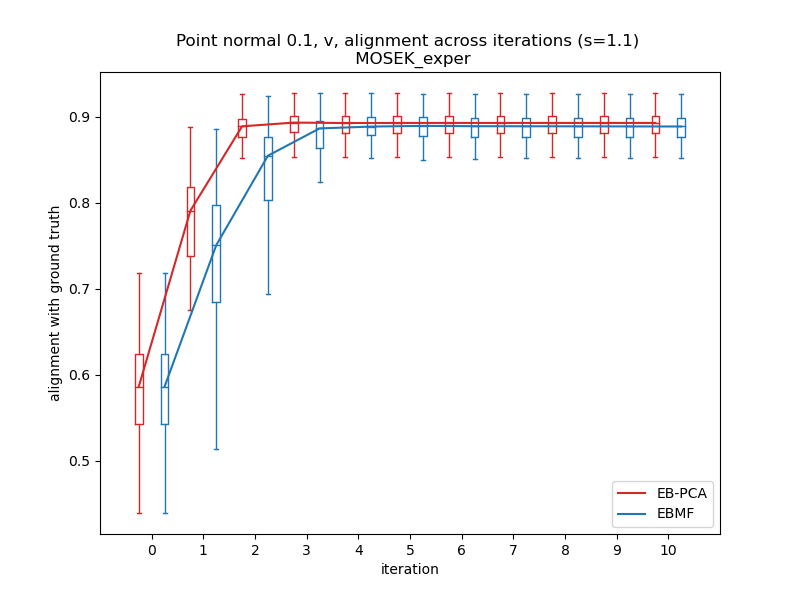 Point normal 0.1, v, alignment across iterations (s=1.1)
MOSEK_exper
alignment with ground truth
0.9
0.8
0.7
0.6
0.5
EB-PCA
EBMF
0 1 2 3 4 5 6 7 8 9 10
iteration